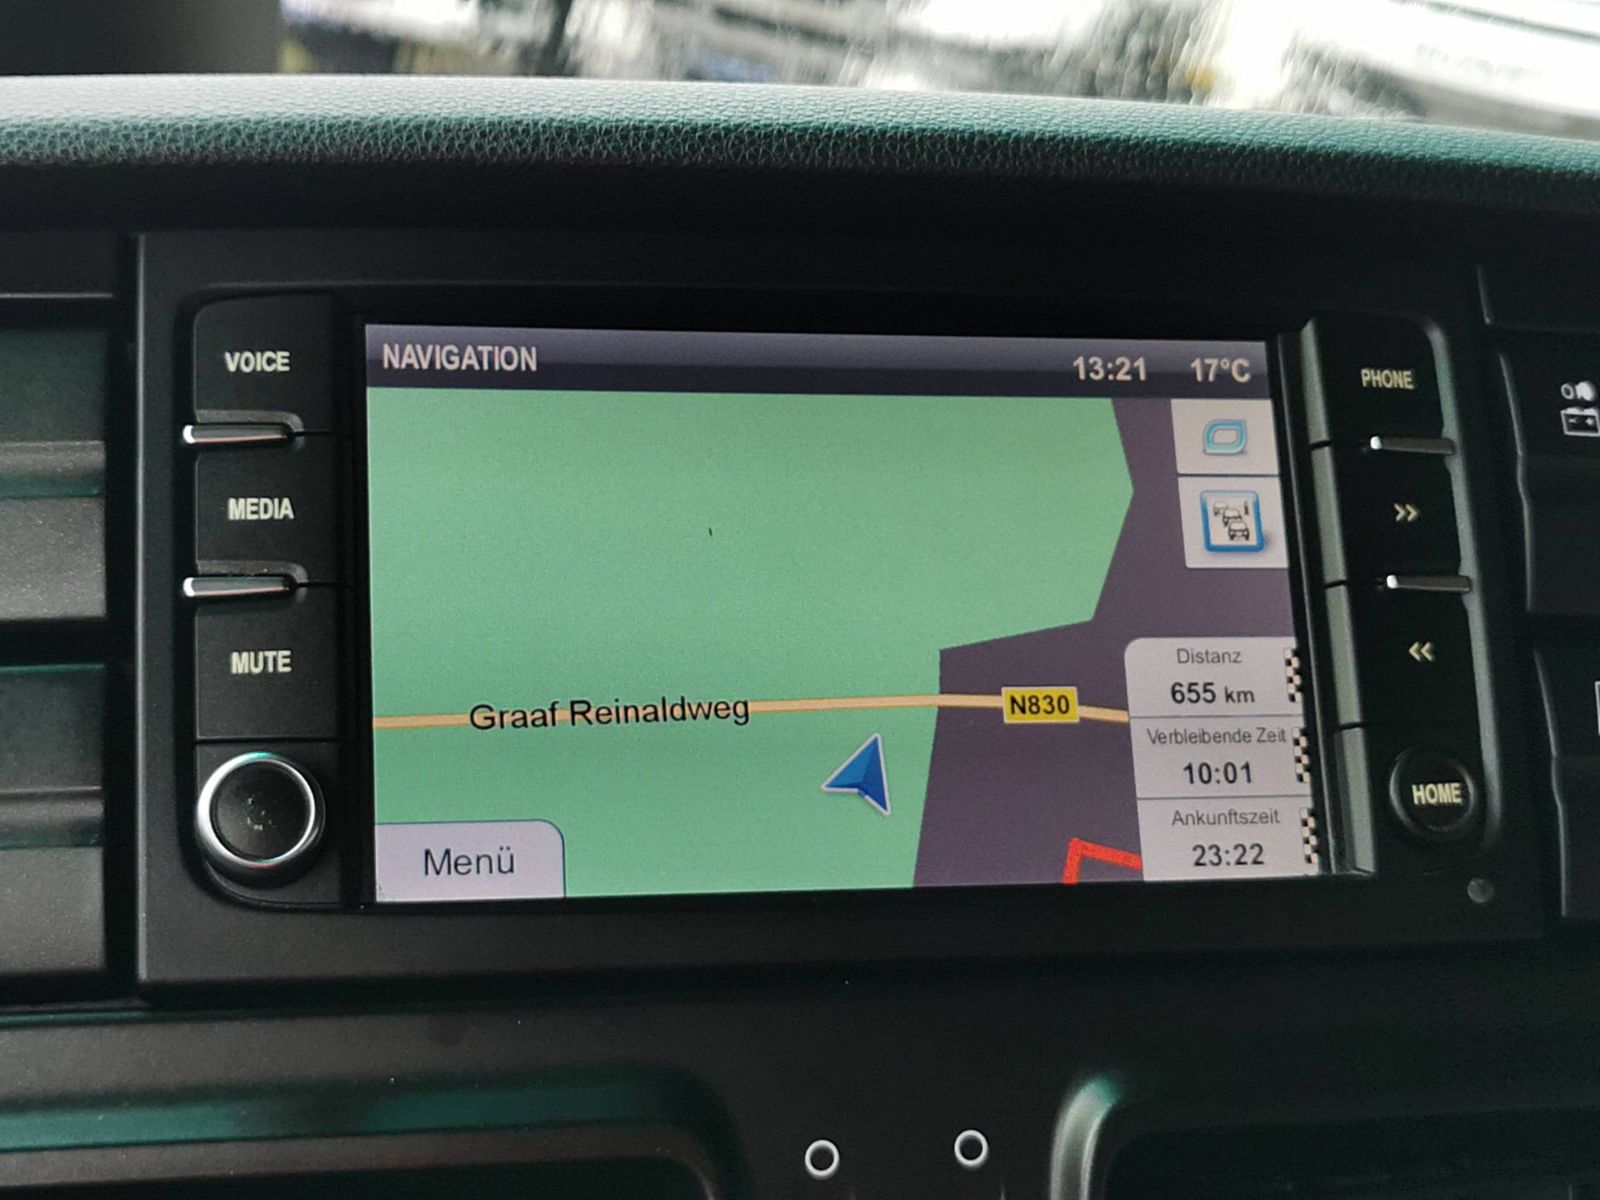 VOICE
MEDIA
MUTE
NAVIGATION
13:21
17°C
Graaf Reinaldweg
N830
Distanz
655 km
Verbleibende Zeit
10:01
Ankunftszeit
23:22
Menü
PHONE
>>
<<
HOME